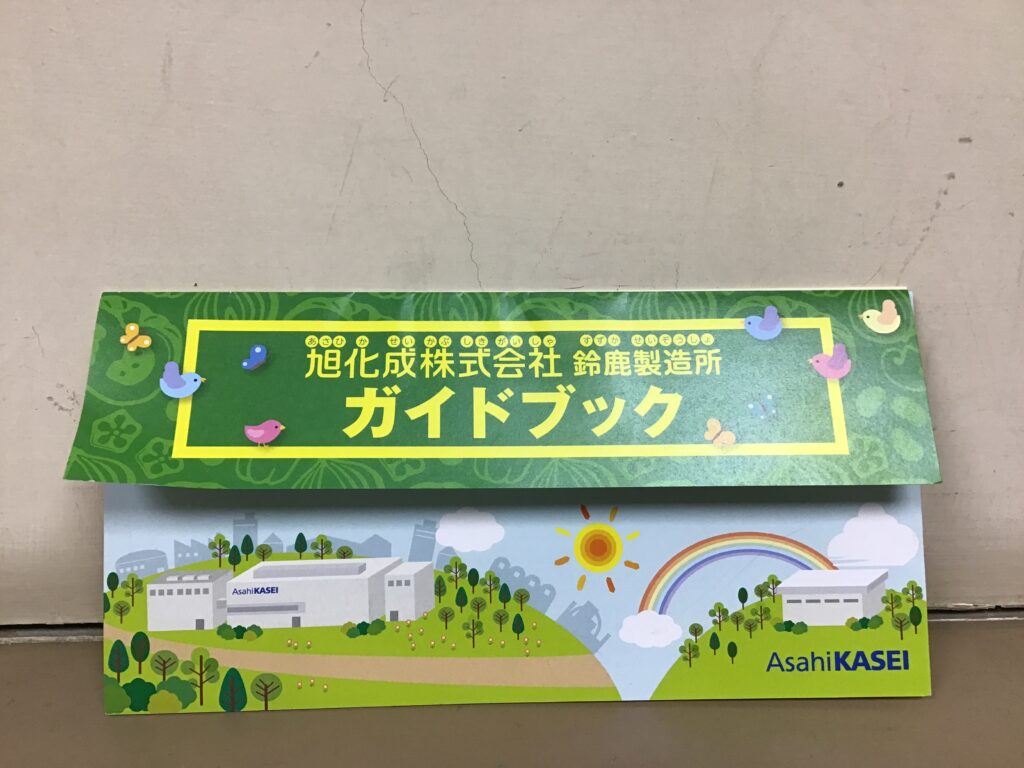 あさひ か せい かぶ しき がいしゃ すずか せいぞうしょ
旭化成株式会社 鈴鹿製造所
ガイドブック
AsahiKASEI
AsahiKASEI